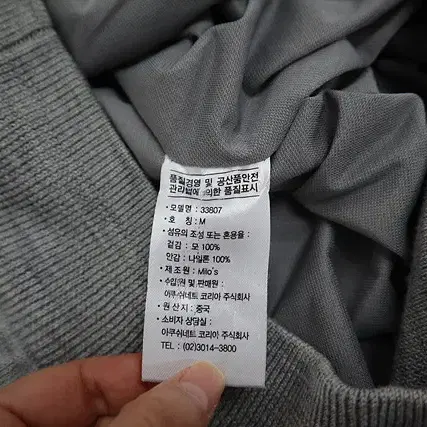 품질경영 및 공산품안전
관리법에 의한 품질표시
·모델명 : 33807
·호 칭 : M
·섬유의 조성 또는 혼용율 :
겉감 : 모 100%
안감 : 나일론 100%
·제 조원 : Milo's
·수입원 및 판매원 :
아쿠쉬네트 코리아 주식회사
·원 산지 : 중국
·소비자 상담실 :
아쿠쉬네트 코리아 주식회사
TEL : (02)3014-3800